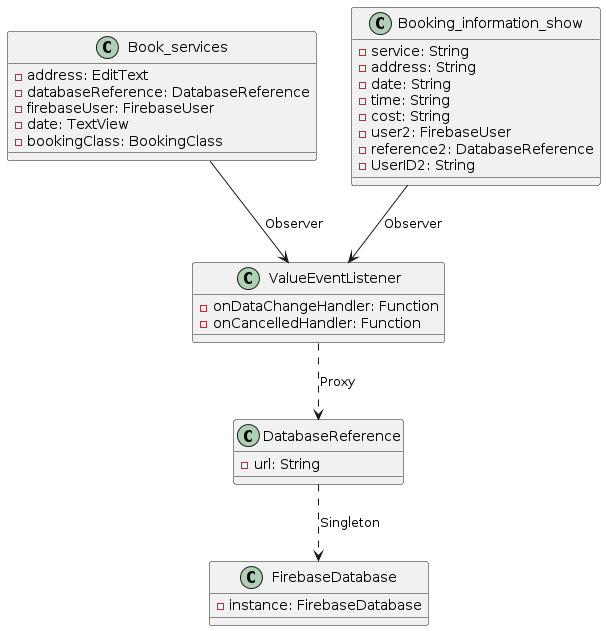 C Book_services
address: EditText
databaseReference: DatabaseReference
firebaseUser: FirebaseUser
date: TextView
bookingClass: BookingClass
C Booking_information_show
service: String
address: String
date: String
time: String
cost: String
user2: FirebaseUser
reference2: DatabaseReference
UserID2: String
Observer
Observer
C ValueEventListener
onDataChangeHandler: Function
onCancelledHandler: Function
Proxy
C DatabaseReference
url: String
Singleton
C FirebaseDatabase
instance: FirebaseDatabase